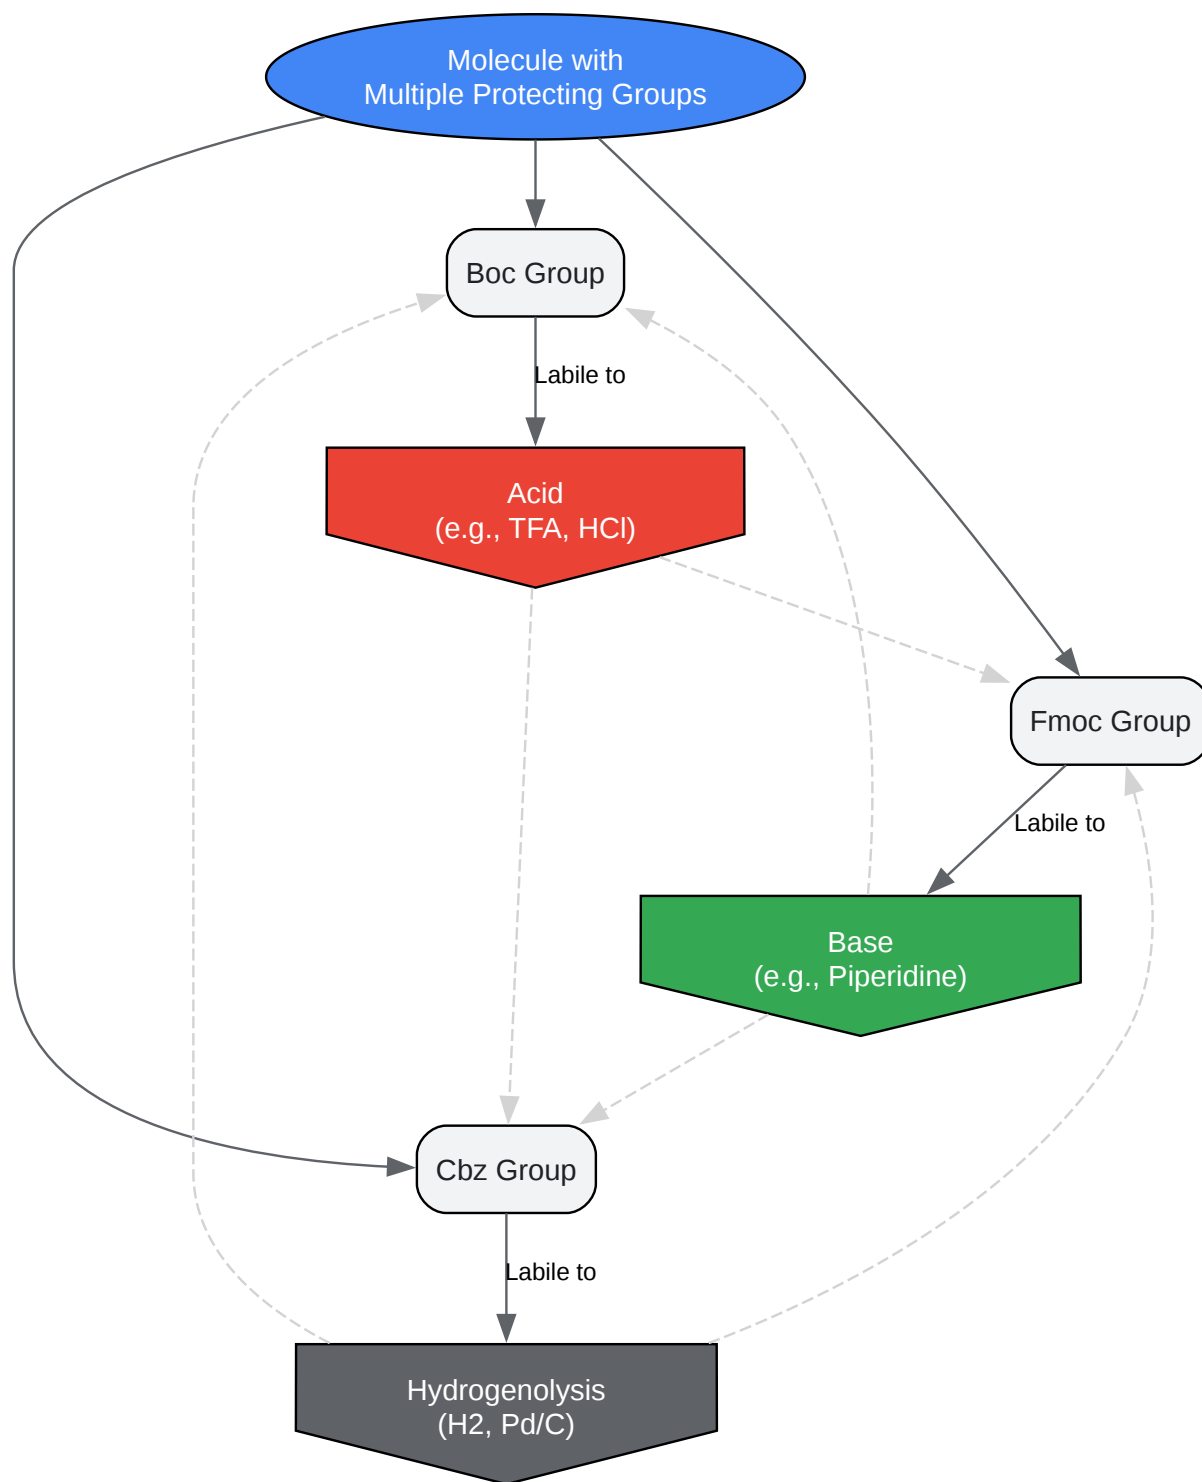 Molecule with
Multiple Protecting Groups
Boc Group
Labile to
Acid
(e.g., TFA, HCl)
Fmoc Group
Labile to
Base
(e.g., Piperidine)
Cbz Group
Labile to
Hydrogenolysis
(H2, Pd/C)